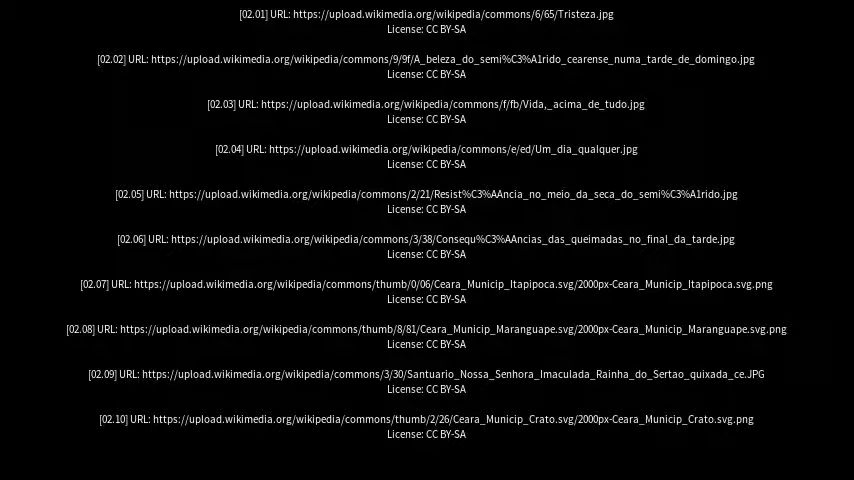 [02.01] URL: https://upload.wikimedia.org/wikipedia/commons/6/65/Tristeza.jpg
License: CC BY-SA
[02.02] URL: https://upload.wikimedia.org/wikipedia/commons/9/9f/A_beleza_do_semi%C3%A1rido_cearense_numa_tarde_de_domingo.jpg
License: CC BY-SA
[02.03] URL: https://upload.wikimedia.org/wikipedia/commons/f/fb/Vida,_acima_de_tudo.jpg
License: CC BY-SA
[02.04] URL: https://upload.wikimedia.org/wikipedia/commons/e/ed/Um_dia_qualquer.jpg
License: CC BY-SA
[02.05] URL: https://upload.wikimedia.org/wikipedia/commons/2/21/Resist%C3%AAncia_no_meio_da_seca_do_semi%C3%A1rido.jpg
License: CC BY-SA
[02.06] URL: https://upload.wikimedia.org/wikipedia/commons/3/38/Consequ%C3%AAncias_das_queimadas_no_final_da_tarde.jpg
License: CC BY-SA
[02.07] URL: https://upload.wikimedia.org/wikipedia/commons/thumb/0/06/Ceara_Municip_Itapipoca.svg/2000px-Ceara_Municip_Itapipoca.svg.png
License: CC BY-SA
[02.08] URL: https://upload.wikimedia.org/wikipedia/commons/thumb/8/81/Ceara_Municip_Maranguape.svg/2000px-Ceara_Municip_Maranguape.svg.png
License: CC BY-SA
[02.09] URL: https://upload.wikimedia.org/wikipedia/commons/3/30/Santuario_Nossa_Senhora_Imaculada_Rainha_do_Sertao_quixada_ce.JPG
License: CC BY-SA
[02.10] URL: https://upload.wikimedia.org/wikipedia/commons/thumb/2/26/Ceara_Municip_Crato.svg/2000px-Ceara_Municip_Crato.svg.png
License: CC BY-SA